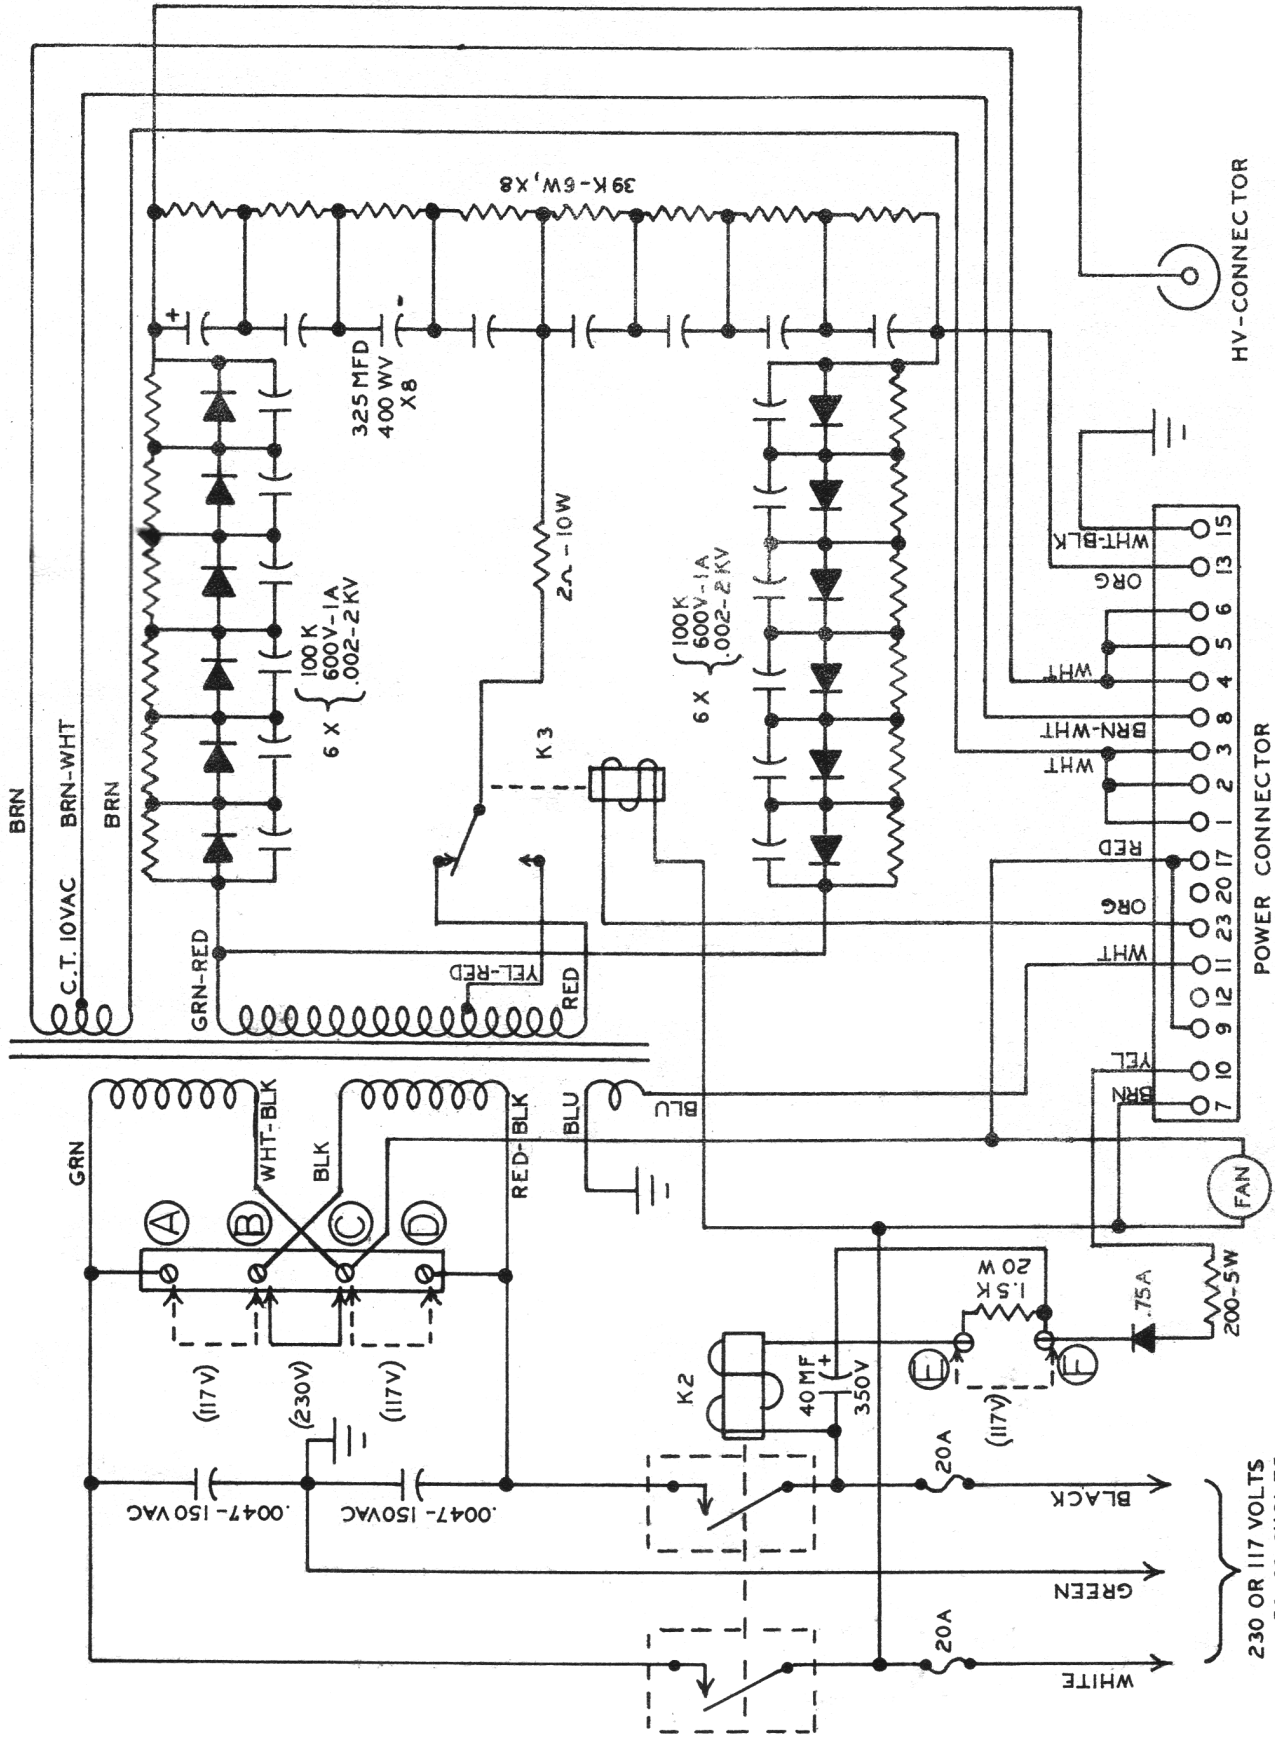 BRN
C.T. 10VAC BRN-WHT
BRN
39K-6W, X8
+
-
325 MFD
400 WV
X8
6 X
100 K
600V-1A
.002-2KV
2Ω-10W
K3
6 X
100K
600V-1A
.002-2KV
GRN-RED
YEL-RED
RED
HV-CONNECTOR
WHT-BLK
ORG
WHT
BRN-WHT
WHT
RED
ORG
WHT
YEL
BRN
15
13
6
5
4
8
3
2
1
17
20
23
11
12
9
10
7
POWER CONNECTOR
GRN
WHT-BLK
BLK
RED-BLK
BLU
BLU
A
B
C
D
(117V)
(230V)
(117V)
FAN
K2
40 MF +
350V
1.5K
20 W
E
F
(117V)
.75A
200-5W
.0047-150VAC
.0047-150VAC
20A
BLACK
GREEN
20A
WHITE
230 OR 117 VOLTS